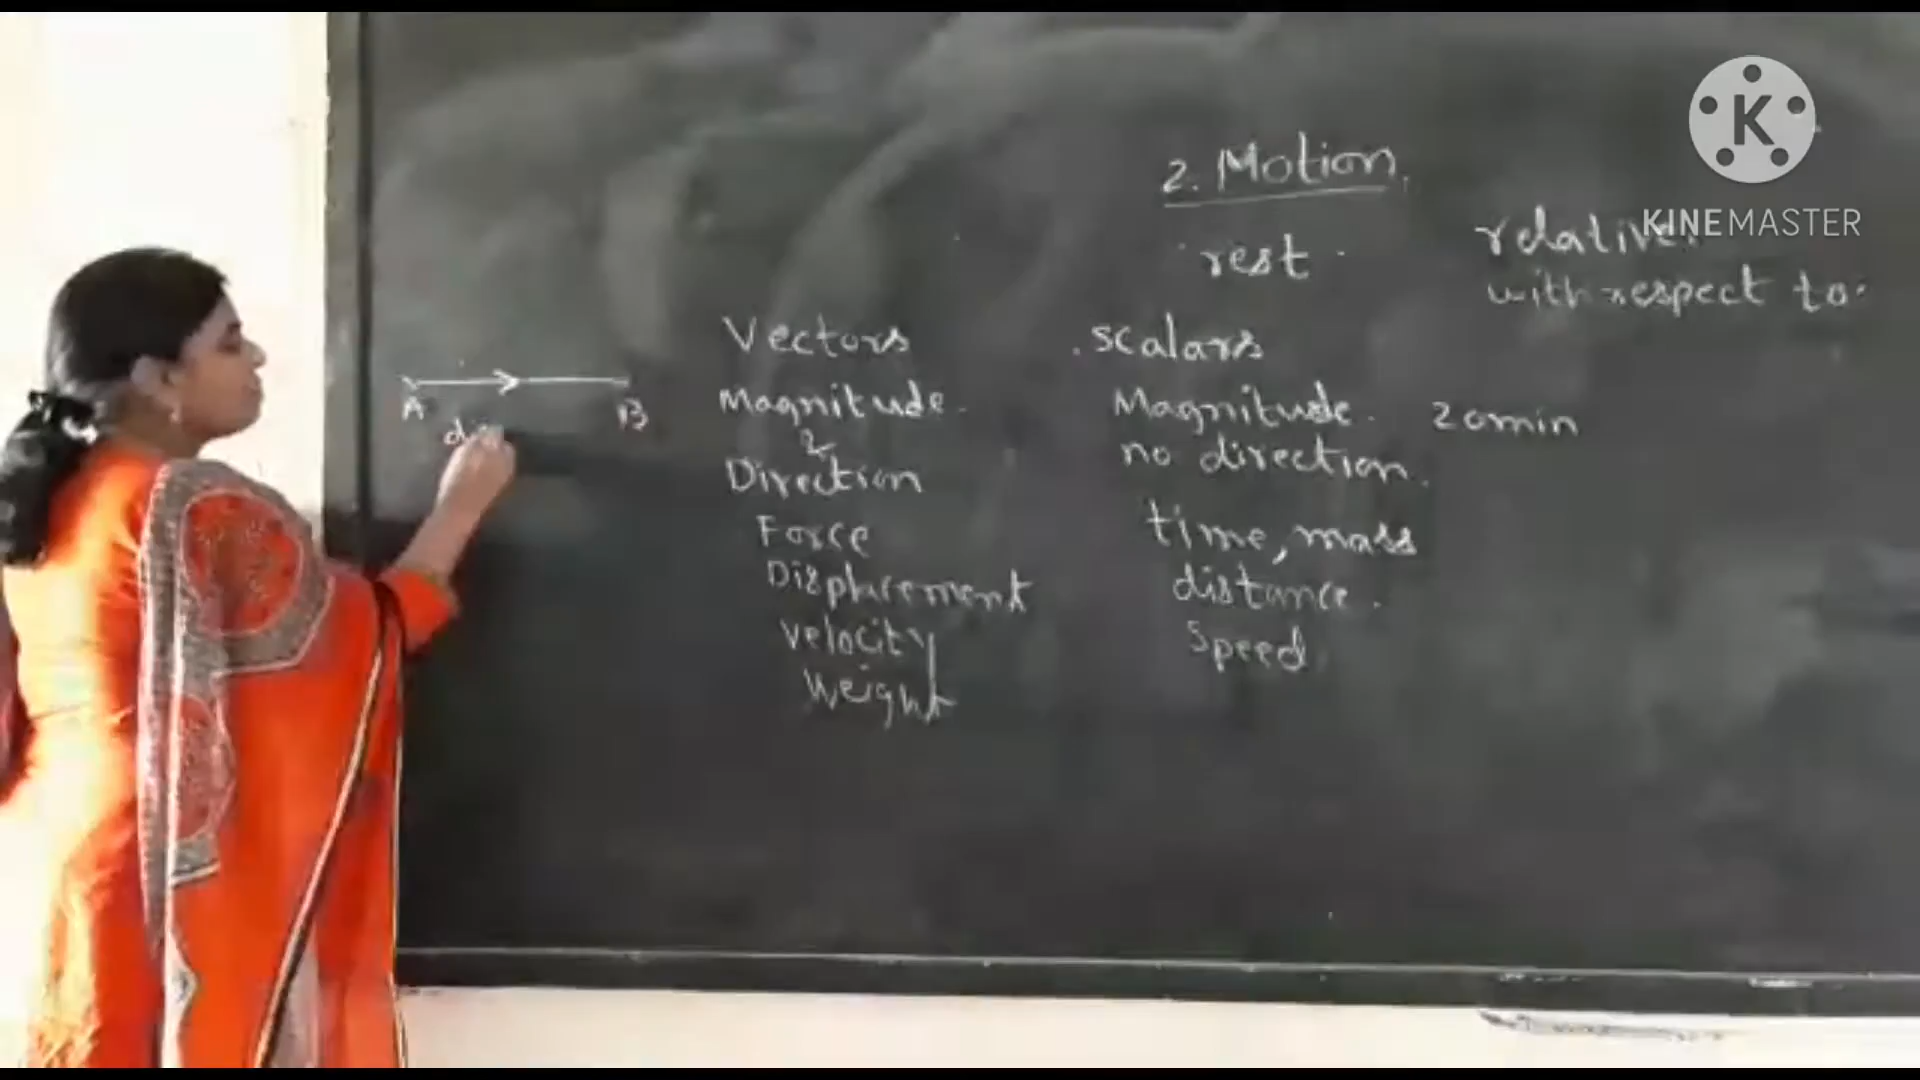 2. Motion.
rest
relative.
with respect to
KINEMASTER
A B
Vectors
Magnitude
&
Direction
Force
Displacement
Velocity
Weight
scalars
Magnitude. 20min
no direction.
time, mass
distance.
Speed